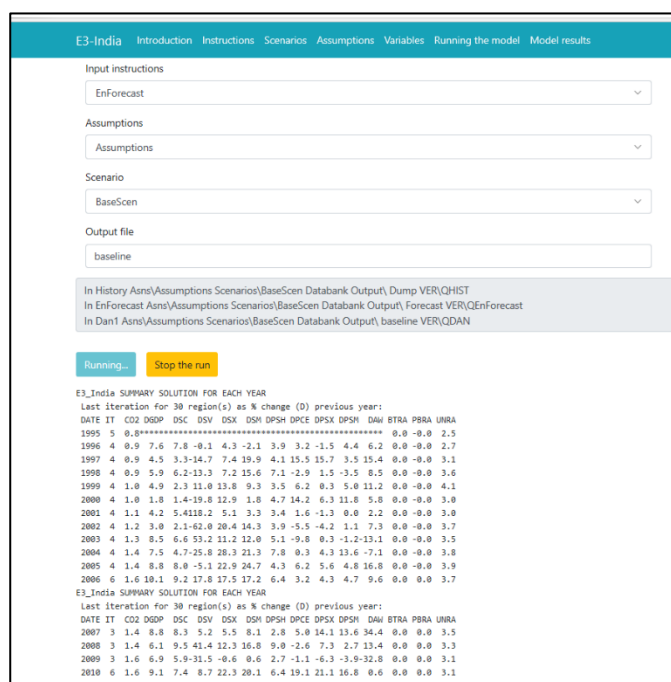 E3-India Introduction Instructions Scenarios Assumptions Variables Running the model Model results
Input instructions
EnForecast
Assumptions
Assumptions
Scenario
BaseScen
Output file
baseline
In History Asns\Assumptions Scenarios\BaseScen Databank Output\ Dump VER\QHIST
In EnForecast Asns\Assumptions Scenarios\BaseScen Databank Output\ Forecast VER\QEnForecast
In Dan1 Asns\Assumptions Scenarios\BaseScen Databank Output\ baseline VER\QDAN
Running... Stop the run
E3_India SUMMARY SOLUTION FOR EACH YEAR
Last iteration for 30 region(s) as % change (D) previous year:
DATE IT CO2 DGDP DSC DSV DSX DSM DPSH DPCE DPSX DPSM DAW BTRA PBRA UNRA
1995 5 0.8******************************************** 0.0 -0.0 2.5
1996 4 0.9 7.6 7.8 -0.1 4.3 -2.1 3.9 3.2 -1.5 4.4 6.2 0.0 -0.0 2.7
1997 4 0.9 4.5 3.3-14.7 7.4 19.9 4.1 15.5 15.7 3.5 15.4 0.0 -0.0 3.1
1998 4 0.9 5.9 6.2-13.3 7.2 15.6 7.1 -2.9 1.5 -3.5 8.5 0.0 -0.0 3.6
1999 4 1.0 4.9 2.3 11.0 13.8 9.3 3.5 6.2 0.3 5.0 11.2 0.0 -0.0 4.1
2000 4 1.0 1.8 1.4-19.8 12.9 1.8 4.7 14.2 6.3 11.8 5.8 0.0 -0.0 3.0
2001 4 1.1 4.2 5.4118.2 5.1 3.3 3.4 1.6 -1.3 0.0 2.2 0.0 -0.0 3.0
2002 4 1.2 3.0 2.1-62.0 20.4 14.3 3.9 -5.5 -4.2 1.1 7.3 0.0 -0.0 3.7
2003 4 1.3 8.5 6.6 53.2 11.2 12.0 5.1 -9.8 0.3 -1.2-13.1 0.0 -0.0 3.5
2004 4 1.4 7.5 4.7-25.8 28.3 21.3 7.8 0.3 4.3 13.6 -7.1 0.0 -0.0 3.8
2005 4 1.4 8.8 8.0 -5.1 22.9 24.7 4.3 6.2 5.6 4.8 16.8 0.0 -0.0 3.9
2006 6 1.6 10.1 9.2 17.8 17.5 17.2 6.4 3.2 4.3 4.7 9.6 0.0 0.0 3.7
E3_India SUMMARY SOLUTION FOR EACH YEAR
Last iteration for 30 region(s) as % change (D) previous year:
DATE IT CO2 DGDP DSC DSV DSX DSM DPSH DPCE DPSX DPSM DAW BTRA PBRA UNRA
2007 3 1.4 8.8 8.3 5.2 5.5 8.1 2.8 5.0 14.1 13.6 34.4 0.0 -0.0 3.5
2008 3 1.4 6.1 9.5 41.4 12.3 16.8 9.0 -2.6 7.3 2.7 13.4 0.0 -0.0 3.3
2009 3 1.6 6.9 5.9-31.5 -0.6 0.6 2.7 -1.1 -6.3 -3.9-32.8 0.0 -0.0 3.1
2010 6 1.6 9.1 7.4 8.7 22.3 20.1 6.4 19.1 21.1 16.8 0.6 0.0 -0.0 3.1